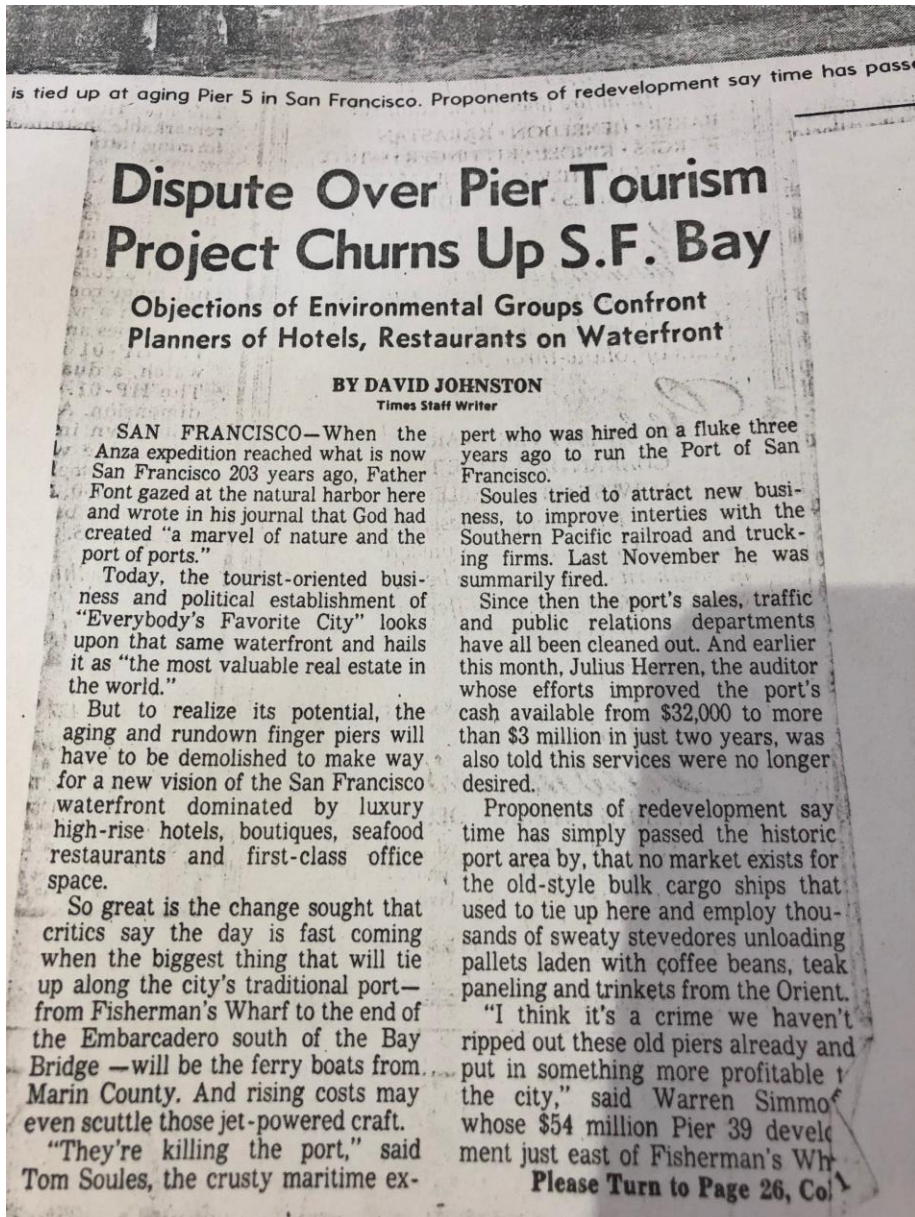 is tied up at aging Pier 5 in San Francisco. Proponents of redevelopment say time has
Dispute Over Pier Tourism
Project Churns Up S.F. Bay
Objections of Environmental Groups Confront
Planners of Hotels, Restaurants on Waterfront
BY DAVID JOHNSTON
Times Staff Writer
SAN FRANCISCO—When the
Anza expedition reached what is now
San Francisco 203 years ago, Father
Font gazed at the natural harbor here
and wrote in his journal that God had
created "a marvel of nature and the
port of ports."
Today, the tourist-oriented busi-
ness and political establishment of
"Everybody's Favorite City" looks
upon that same waterfront and hails
it as "the most valuable real estate in
the world."
But to realize its potential, the
aging and rundown finger piers will
have to be demolished to make way
for a new vision of the San Francisco
waterfront dominated by luxury
high-rise hotels, boutiques, seafood
restaurants and first-class office
space.
So great is the change sought that
critics say the day is fast coming
when the biggest thing that will tie
up along the city's traditional port—
from Fisherman's Wharf to the end of
the Embarcadero south of the Bay
Bridge —will be the ferry boats from
Marin County. And rising costs may
even scuttle those jet-powered craft.
"They're killing the port," said
Tom Soules, the crusty maritime ex-
pert who was hired on a fluke three
years ago to run the Port of San
Francisco.
Soules tried to attract new busi-
ness, to improve interties with the
Southern Pacific railroad and truck-
ing firms. Last November he was
summarily fired.
Since then the port's sales, traffic
and public relations departments
have all been cleaned out. And earlier
this month, Julius Herren, the auditor
whose efforts improved the port's
cash available from $32,000 to more
than $3 million in just two years, was
also told this services were no longer
desired.
Proponents of redevelopment say
time has simply passed the historic
port area by, that no market exists for
the old-style bulk cargo ships that
used to tie up here and employ thou-
sands of sweaty stevedores unloading
pallets laden with coffee beans, teak
paneling and trinkets from the Orient.
"I think it's a crime we haven't
ripped out these old piers already and
put in something more profitable
the city," said Warren
whose $54 million Pier 39
ment just east of Fisherman's
Please Turn to Page 26,